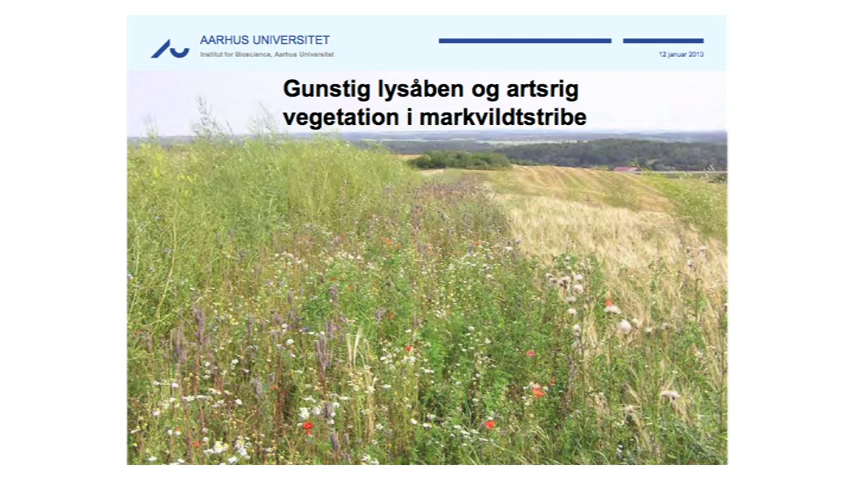 AARHUS UNIVERSITET
Institut for Bioscience, Aarhus Universitet
12 januar 2013
Gunstig lysåben og artsrig
vegetation i markvildtstribe